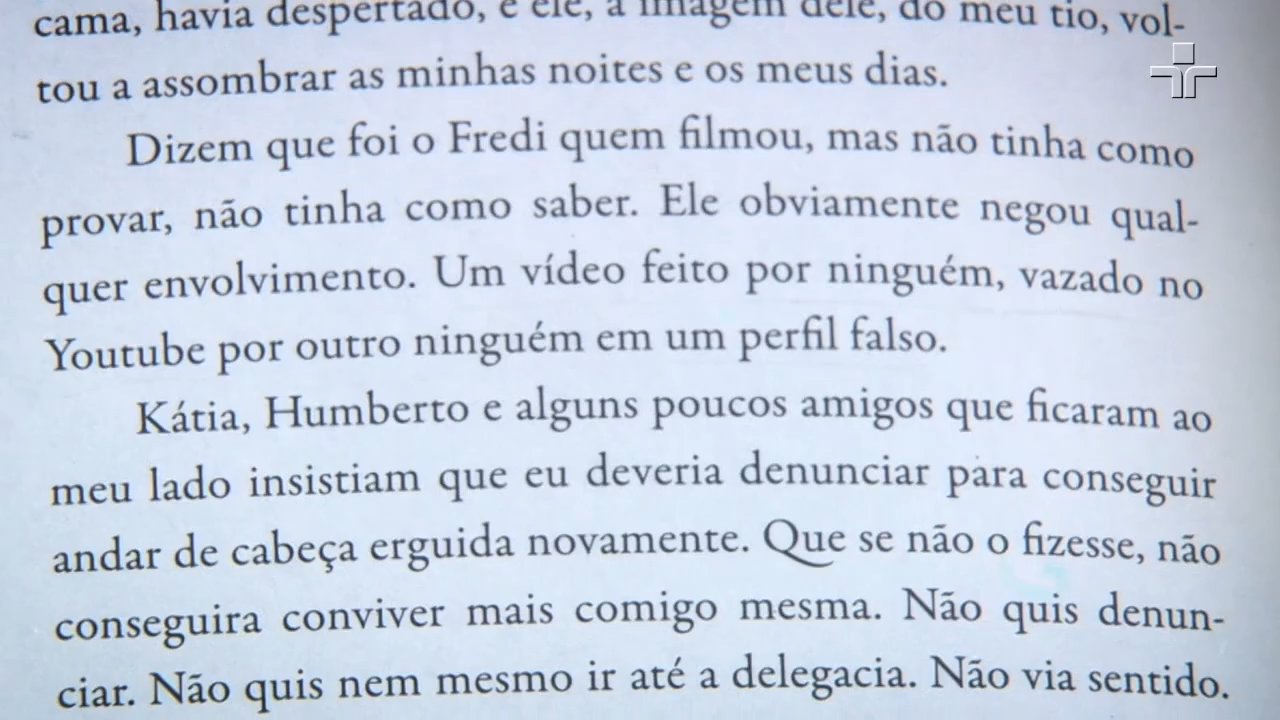 cama, havia despertado, e ele, a imagem dele, do meu tio, vol-
tou a assombrar as minhas noites e os meus dias.
Dizem que foi o Fredi quem filmou, mas não tinha como
provar, não tinha como saber. Ele obviamente negou qual-
quer envolvimento. Um vídeo feito por ninguém, vazado no
Youtube por outro ninguém em um perfil falso.
Kátia, Humberto e alguns poucos amigos que ficaram ao
meu lado insistiam que eu deveria denunciar para conseguir
andar de cabeça erguida novamente. Que se não o fizesse, não
conseguira conviver mais comigo mesma. Não quis denun-
ciar. Não quis nem mesmo ir até a delegacia. Não via sentido.